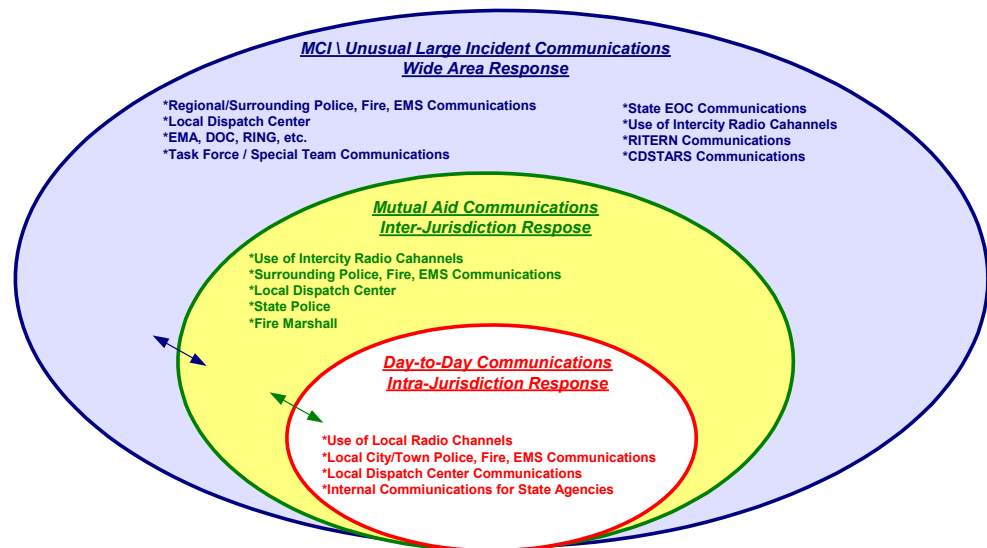 MCI \ Unusual Large Incident Communications
Wide Area Response
*Regional/Surrounding Police, Fire, EMS Communications
*Local Dispatch Center
*EMA, DOC, RING, etc.
*Task Force / Special Team Communications
*State EOC Communications
*Use of Intercity Radio Cahannels
*RITERN Communications
*CDSTARS Communications
Mutual Aid Communications
Inter-Jurisdiction Respose
*Use of Intercity Radio Cahannels
*Surrounding Police, Fire, EMS Communications
*Local Dispatch Center
*State Police
*Fire Marshall
Day-to-Day Communications
Intra-Jurisdiction Response
*Use of Local Radio Channels
*Local City/Town Police, Fire, EMS Communications
*Local Dispatch Center Communications
*Internal Commiunications for State Agencies